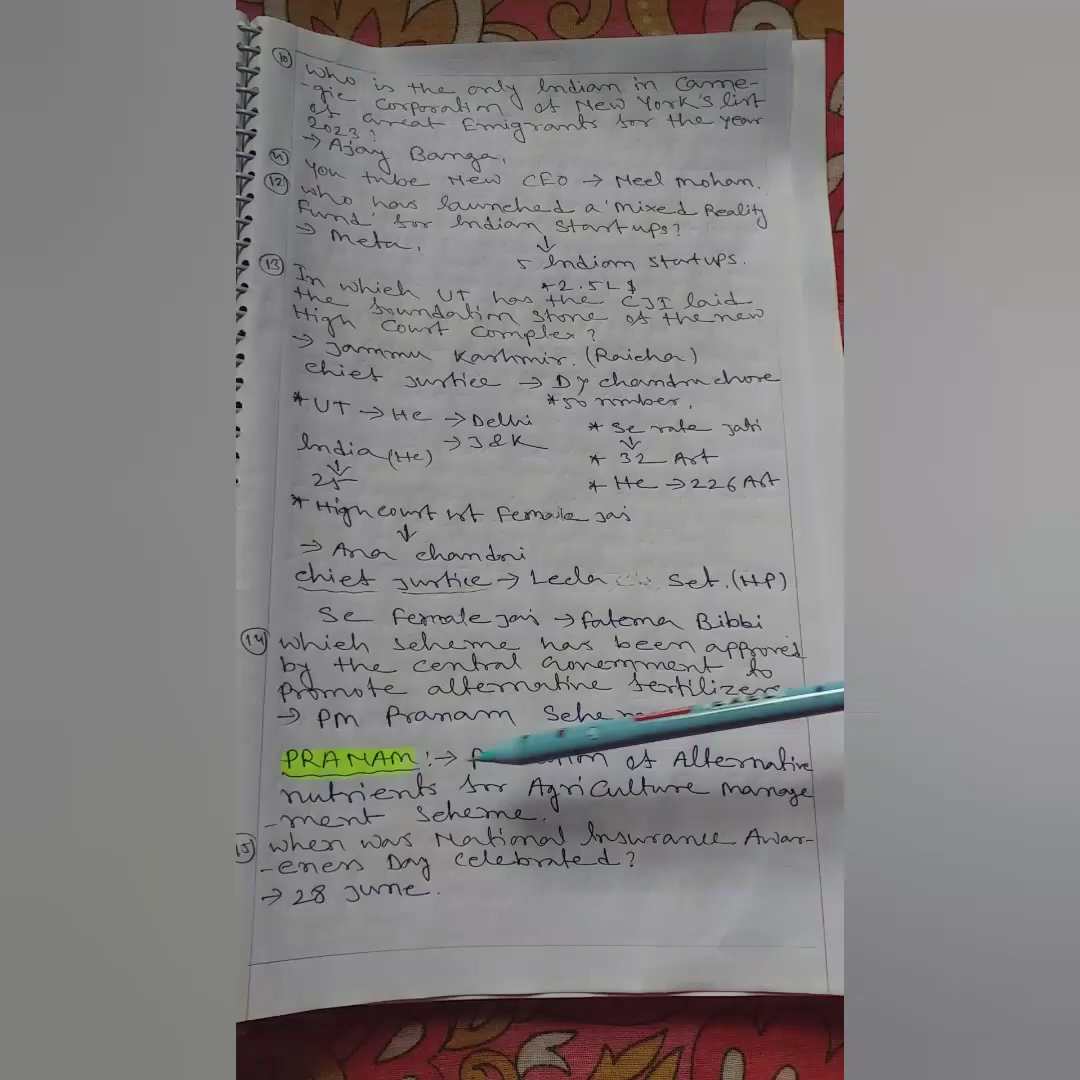 10 Who is the only Indian in Carne-
-gie Corporation of New York's list
of Great Emigrants for the year
2023?
→ Ajay Banga.
11 You tube New CEO → Neel mohan.
12 Who has launched a 'Mixed Reality
Fund' for Indian Start ups?
→ Meta.
↓
5 Indian startups.
* 2.5L $
13 In which UT has the CJI laid
the foundation stone of the new
High Court Complex?
→ Jammu Kashmir. (Raicha)
chief justice → Dy chandrachore
* UT → Hc → Delhi
→ J & K
* 50 number.
* Sc
↓
* 32 Art
* Hc → 226 Art
India (Hc)
↓
25
* High court 1st Female
↓
→ Ana chandni
chief justice → Leela Set. (HP)
Sc Female → Fatema Bibbi
14 which scheme has been approved
by the central Government to
promote alternative fertilizers
→ PM Pranam
PRANAM :→ of Alternative
nutrients for Agriculture manage
-ment Scheme.
15 when was National Insurance Awar-
-eness Day celebrated?
→ 28 June.